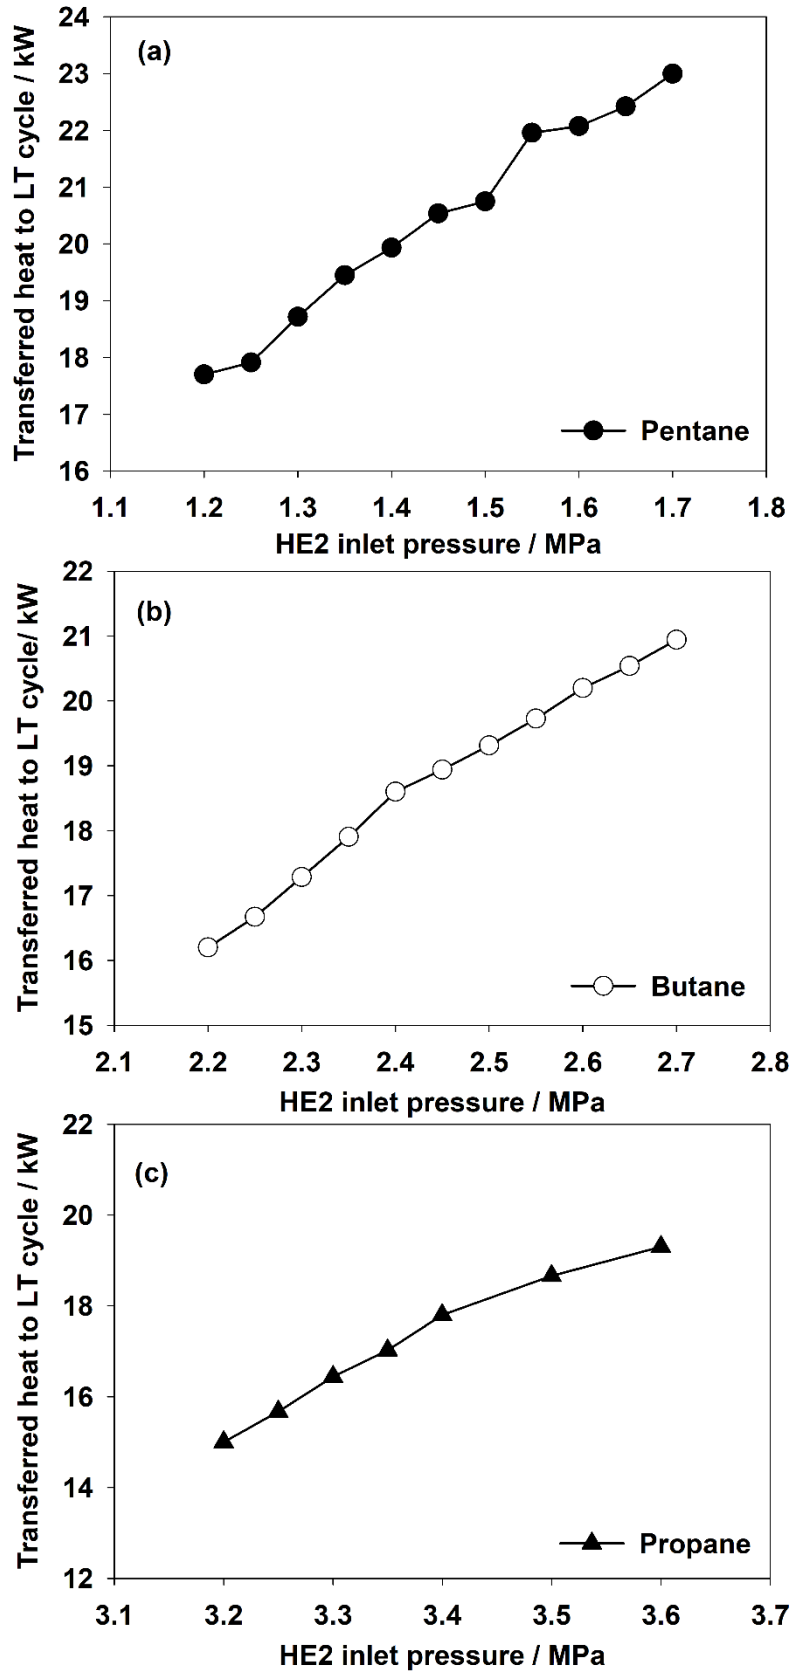 (a)
Transferred heat to LT cycle / kW
24
23
22
21
20
19
18
17
16
Pentane
1.1 1.2 1.3 1.4 1.5 1.6 1.7 1.8
HE2 inlet pressure / MPa
(b)
Transferred heat to LT cycle/ kW
22
21
20
19
18
17
16
15
Butane
2.1 2.2 2.3 2.4 2.5 2.6 2.7 2.8
HE2 inlet pressure / MPa
(c)
Transferred heat to LT cycle / kW
22
20
18
16
14
12
Propane
3.1 3.2 3.3 3.4 3.5 3.6 3.7
HE2 inlet pressure / MPa